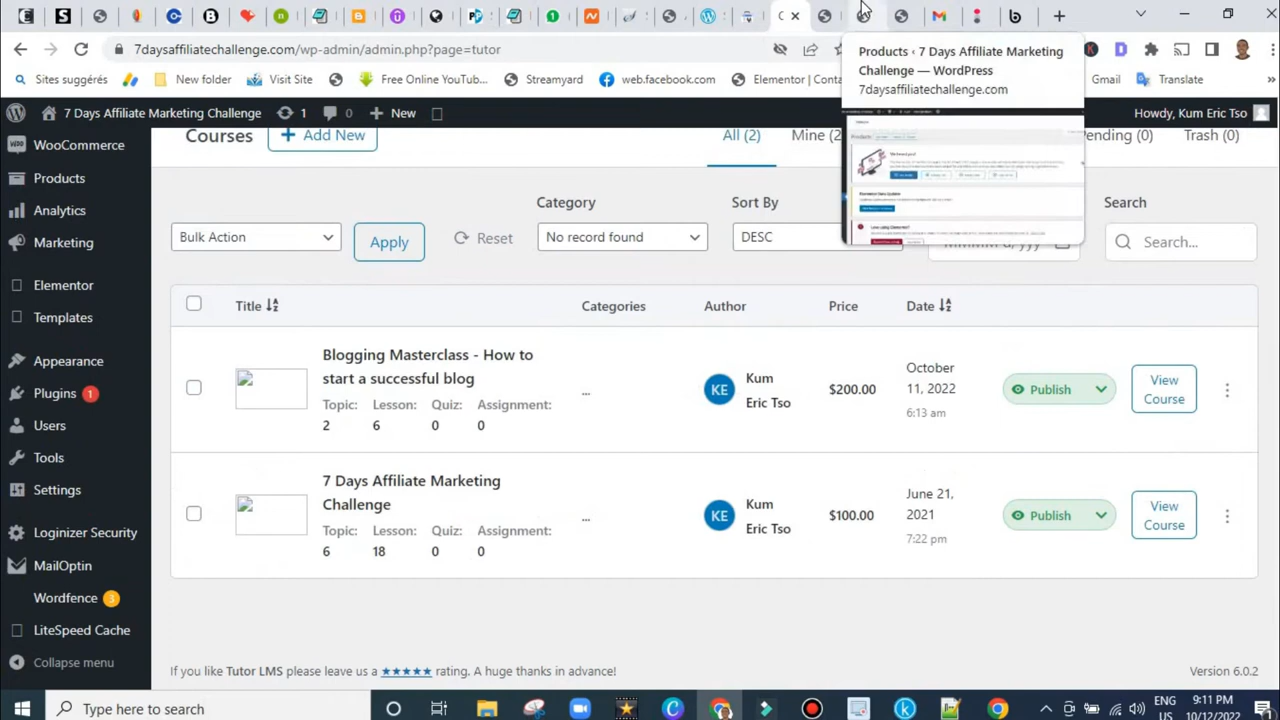 7daysaffiliatechallenge.com/wp-admin/admin.php?page=tutor
Products ‹ 7 Days Affiliate Marketing
Challenge — WordPress
7daysaffiliatechallenge.com
Sites suggérés
New folder
Visit Site
Free Online YouTub...
Streamyard
web.facebook.com
Elementor | Conta
Gmail
Translate
7 Days Affiliate Marketing
1
0
New
Howdy, Kum Eric Tso
WooCommerce
Products
Analytics
Marketing
Elementor
Templates
Appearance
Plugins 1
Users
Tools
Settings
Loginizer Security
MailOptin
Wordfence 3
LiteSpeed Cache
Collapse menu
Courses
+ Add New
All (2)
Mine (2
ending (0)
Trash (0)
Category
Sort By
Search
Bulk Action
Apply
Reset
No record found
DESC
Search...
Title
Categories
Author
Price
Date
Blogging Masterclass - How to
start a successful blog
Topic: Lesson: Quiz: Assignment:
2 6 0 0
...
KE
Kum
Eric Tso
$200.00
October
11, 2022
6:13 am
Publish
View
Course
7 Days Affiliate Marketing
Challenge
Topic: Lesson: Quiz: Assignment:
6 18 0 0
...
KE
Kum
Eric Tso
$100.00
June 21,
2021
7:22 pm
Publish
View
Course
If you like Tutor LMS please leave us a ★★★★★ rating. A huge thanks in advance!
Version 6.0.2
Type here to search
ENG
9:11 PM